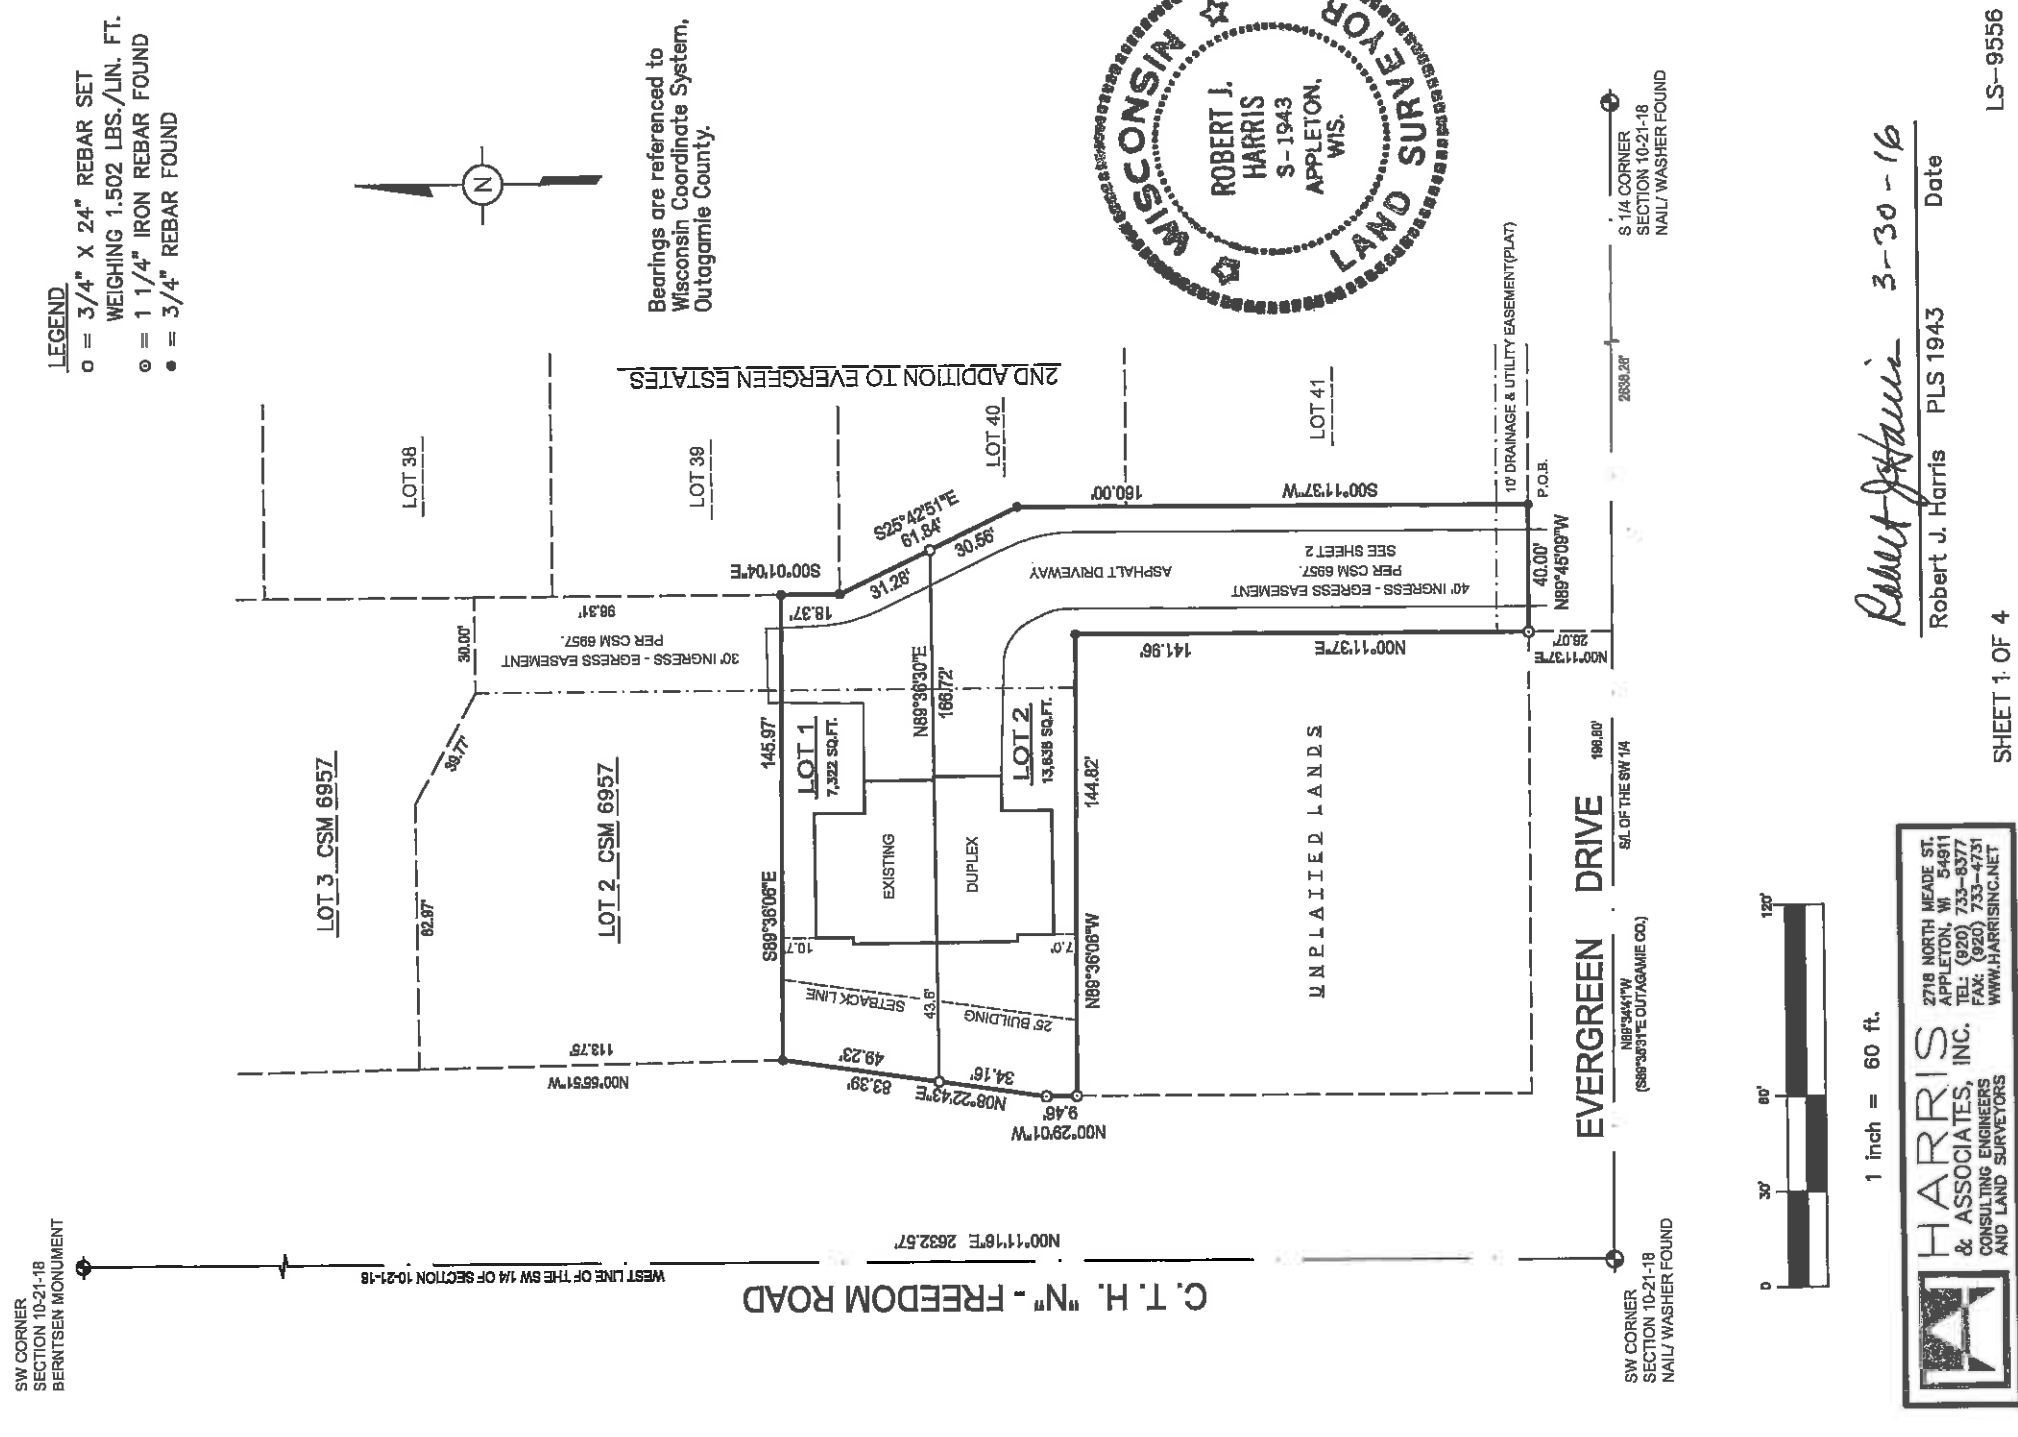 LEGEND
o = 3/4" X 24" REBAR SET
WEIGHING 1.502 LBS./LIN. FT.
= 1 1/4" IRON REBAR FOUND
• = 3/4" REBAR FOUND
N
Bearings are referenced to
Wisconsin Coordinate System,
Outagamie County.
WISCONSIN
LAND SURVEYOR
ROBERT J.
HARRIS
S-1943
APPLETON,
WIS.
SW CORNER
SECTION 10-21-18
BERNTSEN MONUMENT
LOT 38
LOT 39
LOT 40
LOT 41
2ND ADDITION TO EVERGEEN ESTATES
LOT 3 CSM 6957
LOT 2 CSM 6957
62.97'
39.77'
30.00'
98.31'
30' INGRESS - EGRESS EASEMENT
PER CSM 6957.
113.75'
N00°55'51"W
S89°36'06"E
145.97'
S00°01'04"E
18.37'
S25°42'51"E
61.84'
31.28'
30.56'
LOT 1
7,322 SQ.FT.
N89°36'30"E
166.72'
LOT 2
13,636 SQ.FT.
EXISTING
DUPLEX
10.7'
7.0'
43.6'
25' BUILDING
SETBACK LINE
49.23'
83.39'
34.16'
N08°22'43"E
9.46'
N00°29'01"W
N89°36'06"W
144.82'
ASPHALT DRIVEWAY
40' INGRESS - EGRESS EASEMENT
PER CSM 6957.
SEE SHEET 2
160.00'
S00°11'37"W
141.96'
N00°11'37"E
10' DRAINAGE & UTILITY EASEMENT(PLAT)
P.O.B.
40.00'
N89°45'09"W
28.07'
N00°11'37"E
UNPLATTED LANDS
WEST LINE OF THE SW 1/4 OF SECTION 10-21-18
N00°11'16"E 2632.57'
C. T. H. "N" - FREEDOM ROAD
EVERGREEN DRIVE
N89°34'41"W
(S89°35'31"E OUTAGAMIE CO.)
198.80'
S/L OF THE SW 1/4
2638.26'
SW CORNER
SECTION 10-21-18
NAIL/ WASHER FOUND
S 1/4 CORNER
SECTION 10-21-18
NAIL/ WASHER FOUND
0 30' 60' 120'
1 inch = 60 ft.
Robert J Harris 3-30-16
Robert J. Harris PLS 1943 Date
HARRIS
& ASSOCIATES, INC.
CONSULTING ENGINEERS
AND LAND SURVEYORS
2718 NORTH MEADE ST.
APPLETON, WI 54911
TEL: (920) 733-8377
FAX: (920) 733-4731
WWW.HARRISINC.NET
SHEET 1 OF 4
LS-9556